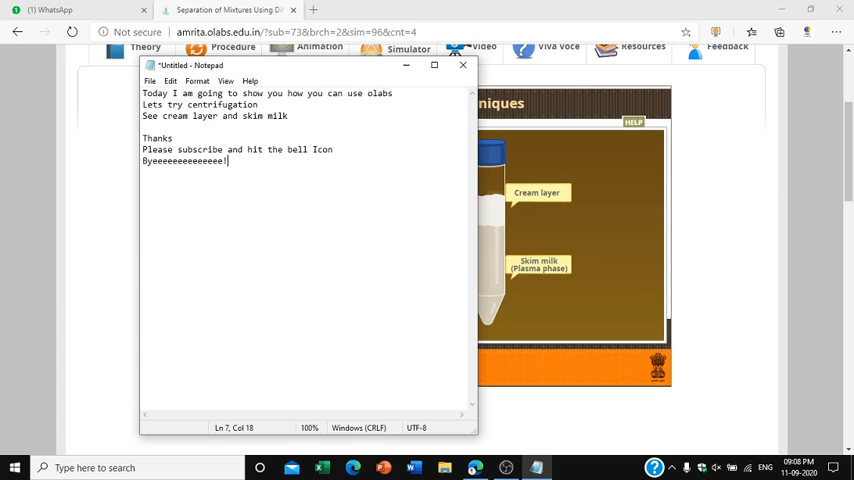 (1) WhatsApp
Separation of Mixtures Using Di
Not secure
amrita.olabs.edu.in/?sub=73&brch=2&sim=96&cnt=4
Theory
Procedure
Animation
Simulator
Video
Viva Voce
Resources
Feedback
*Untitled - Notepad
File Edit Format View Help
Today I am going to show you how you can use olabs
Lets try centrifugation
See cream layer and skim milk
Thanks
Please subscribe and hit the bell Icon
Byeeeeeeeeeeeee!
niques
HELP
Cream layer
Skim milk
(Plasma phase)
Ln 7, Col 18
100%
Windows (CRLF)
UTF-8
Type here to search
ENG
09:08 PM
11-09-2020